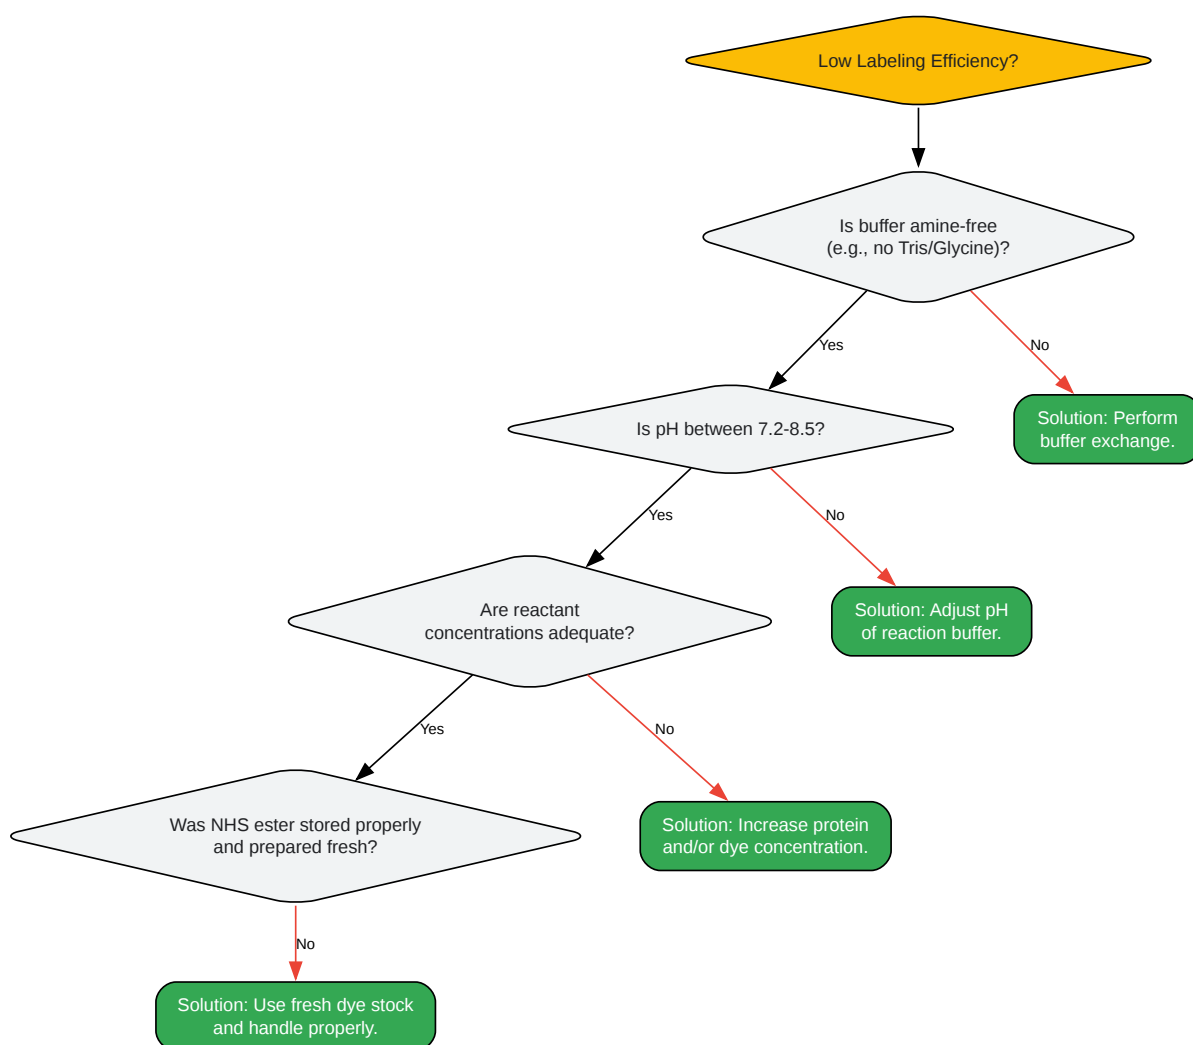 Low Labeling Efficiency?
Is buffer amine-free
(e.g., no Tris/Glycine)?
Yes
No
Solution: Perform
buffer exchange.
Is pH between 7.2-8.5?
Yes
No
Solution: Adjust pH
of reaction buffer.
Are reactant
concentrations adequate?
Yes
No
Solution: Increase protein
and/or dye concentration.
Was NHS ester stored properly
and prepared fresh?
No
Solution: Use fresh dye stock
and handle properly.